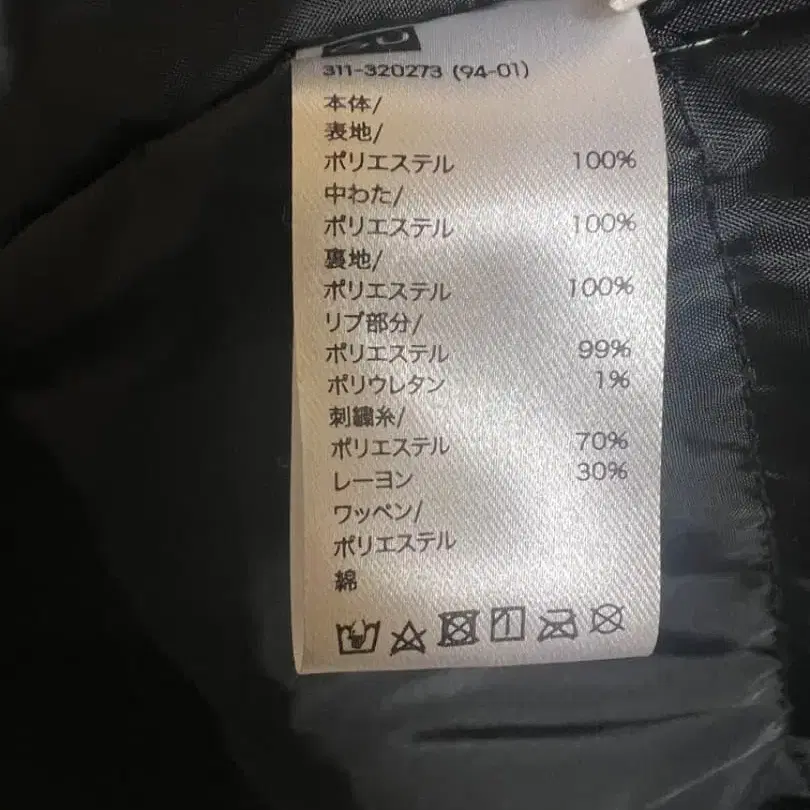 GU
311-320273 (94-01)
本体/
表地/
ポリエステル 100%
中わた/
ポリエステル 100%
裏地/
ポリエステル 100%
リブ部分/
ポリエステル 99%
ポリウレタン 1%
刺繍糸/
ポリエステル 70%
レーヨン 30%
ワッペン/
ポリエステル
綿